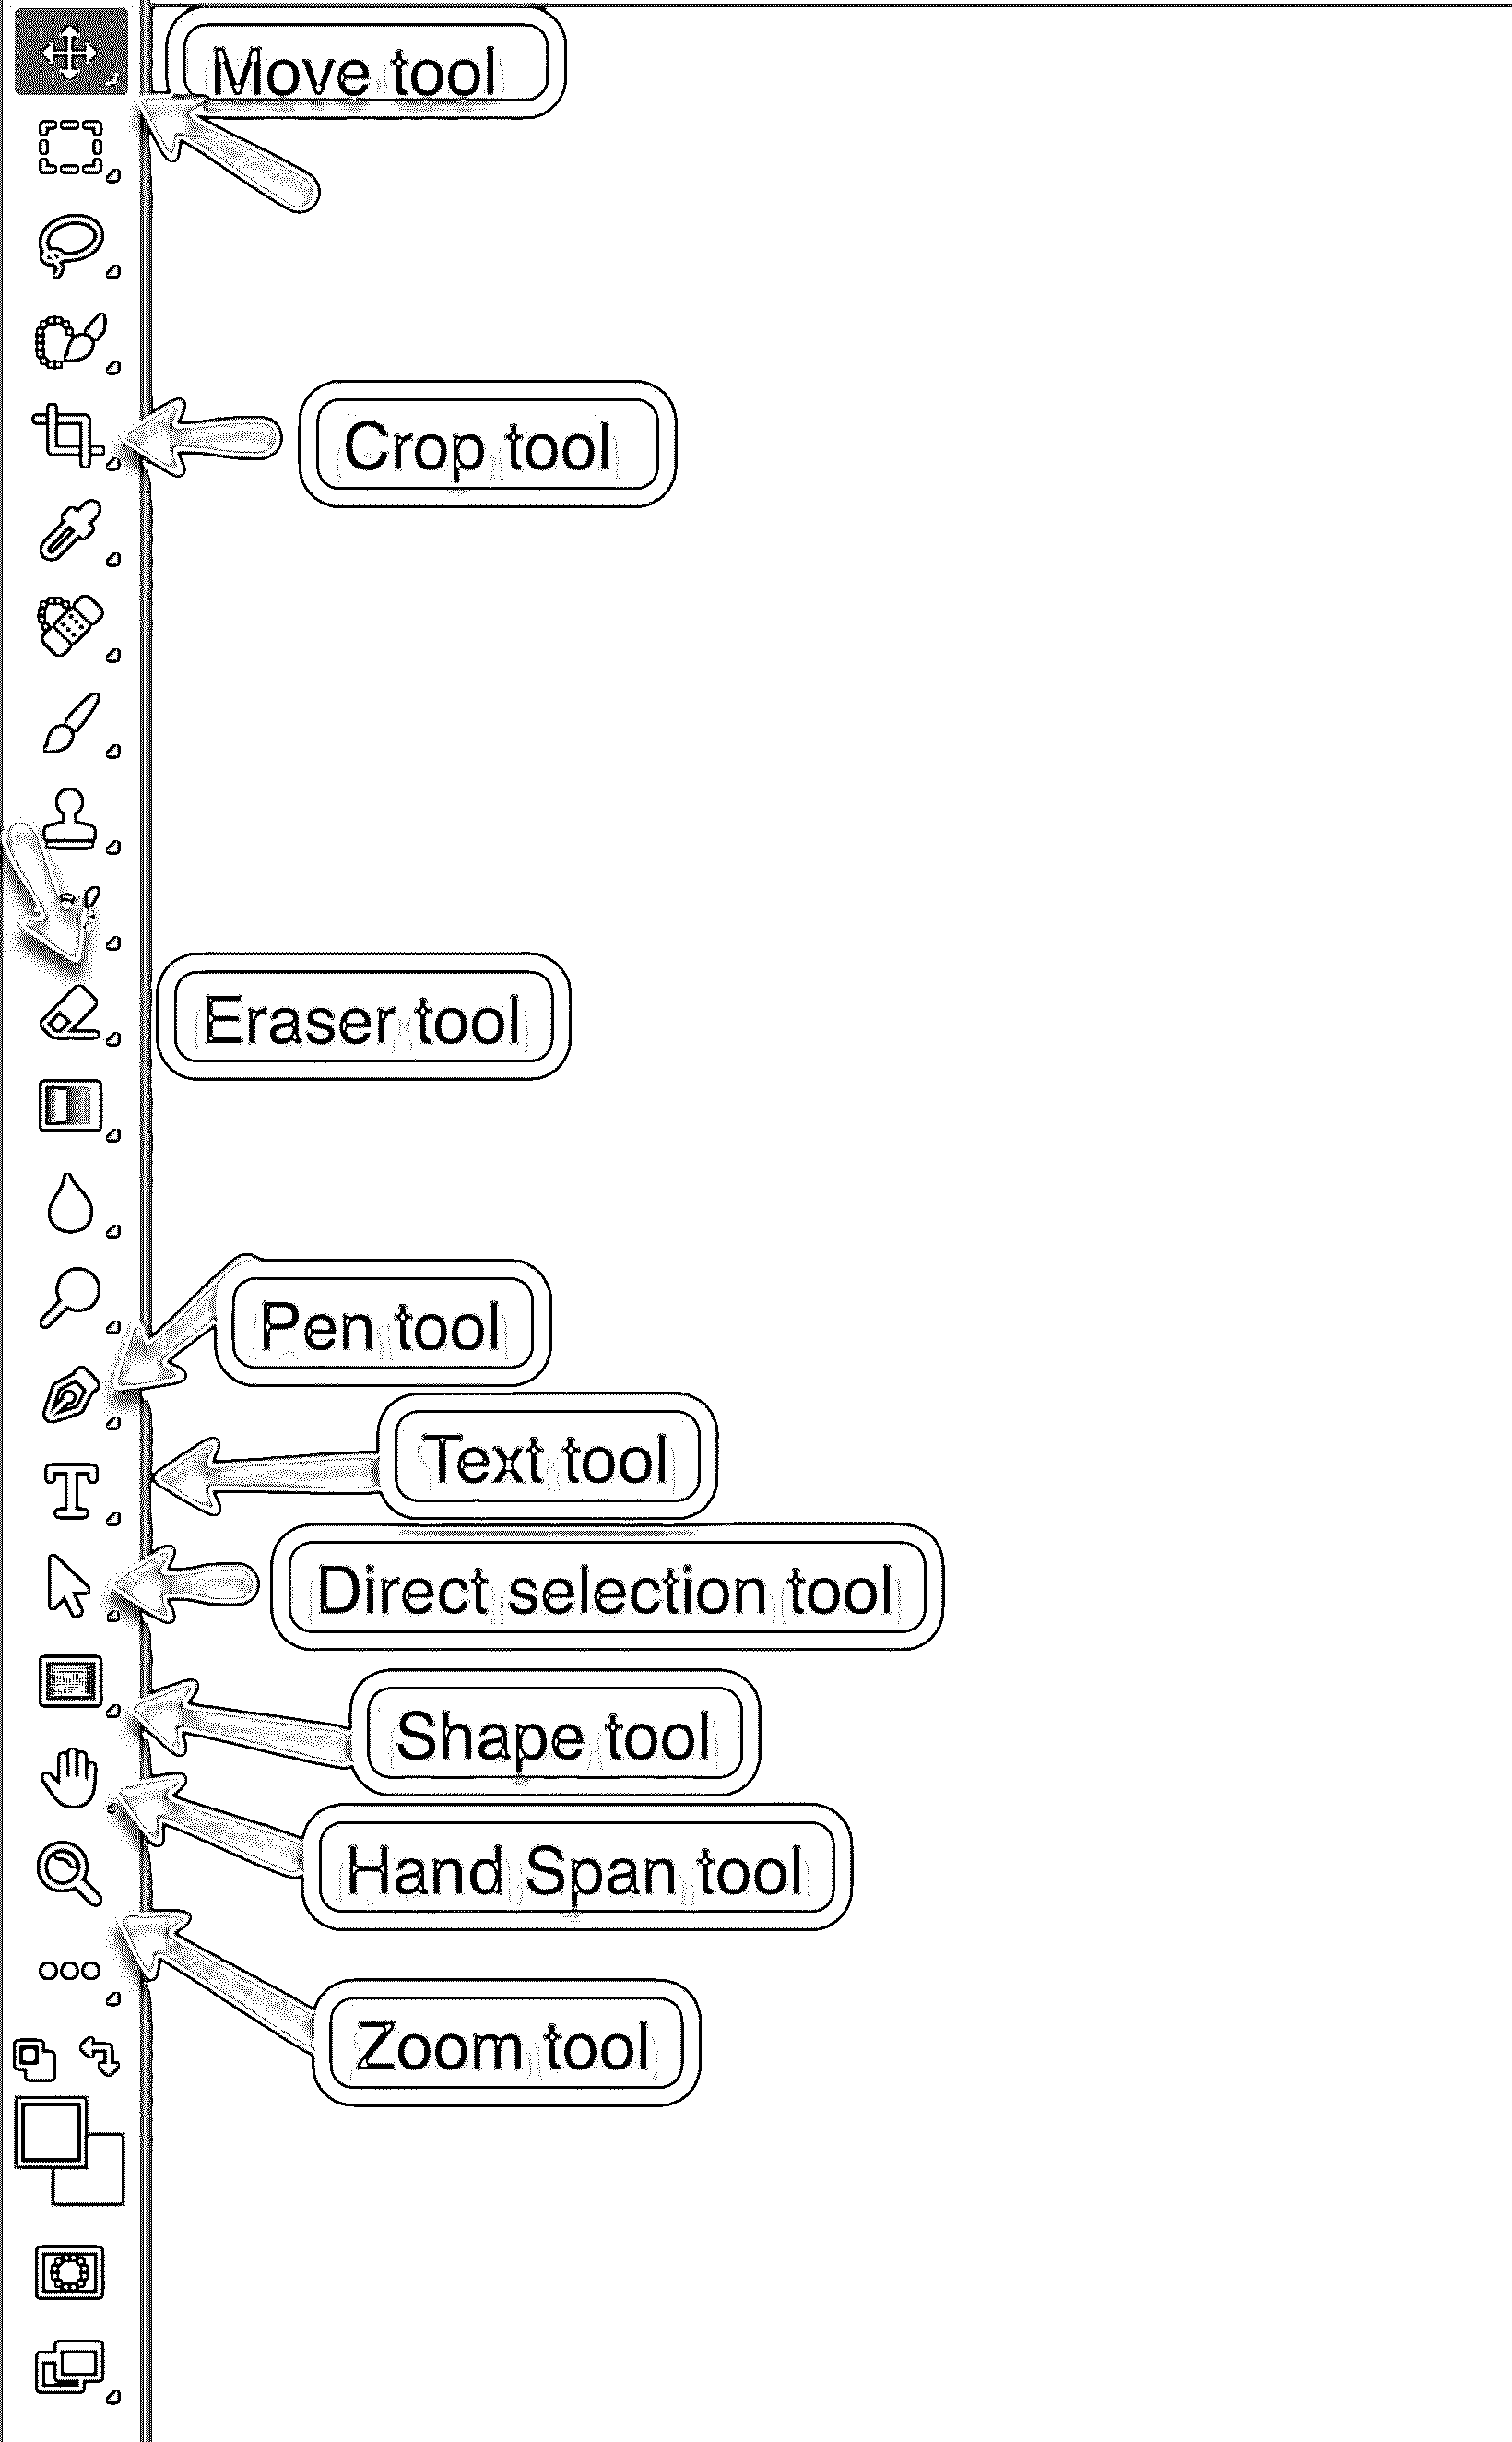 Move tool
Crop tool
Eraser tool
Pen tool
Text tool
Direct selection tool
Shape tool
Hand Span tool
Zoom tool